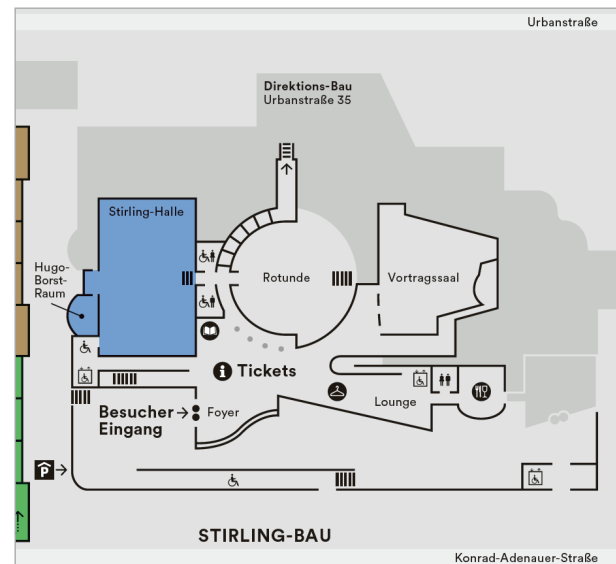 Urbanstraße
Direktions-Bau
Urbanstraße 35
Stirling-Halle
Hugo-
Borst-
Raum
Rotunde
Vortragssaal
i Tickets
Besucher
Eingang
Foyer
Lounge
P
STIRLING-BAU
Konrad-Adenauer-Straße